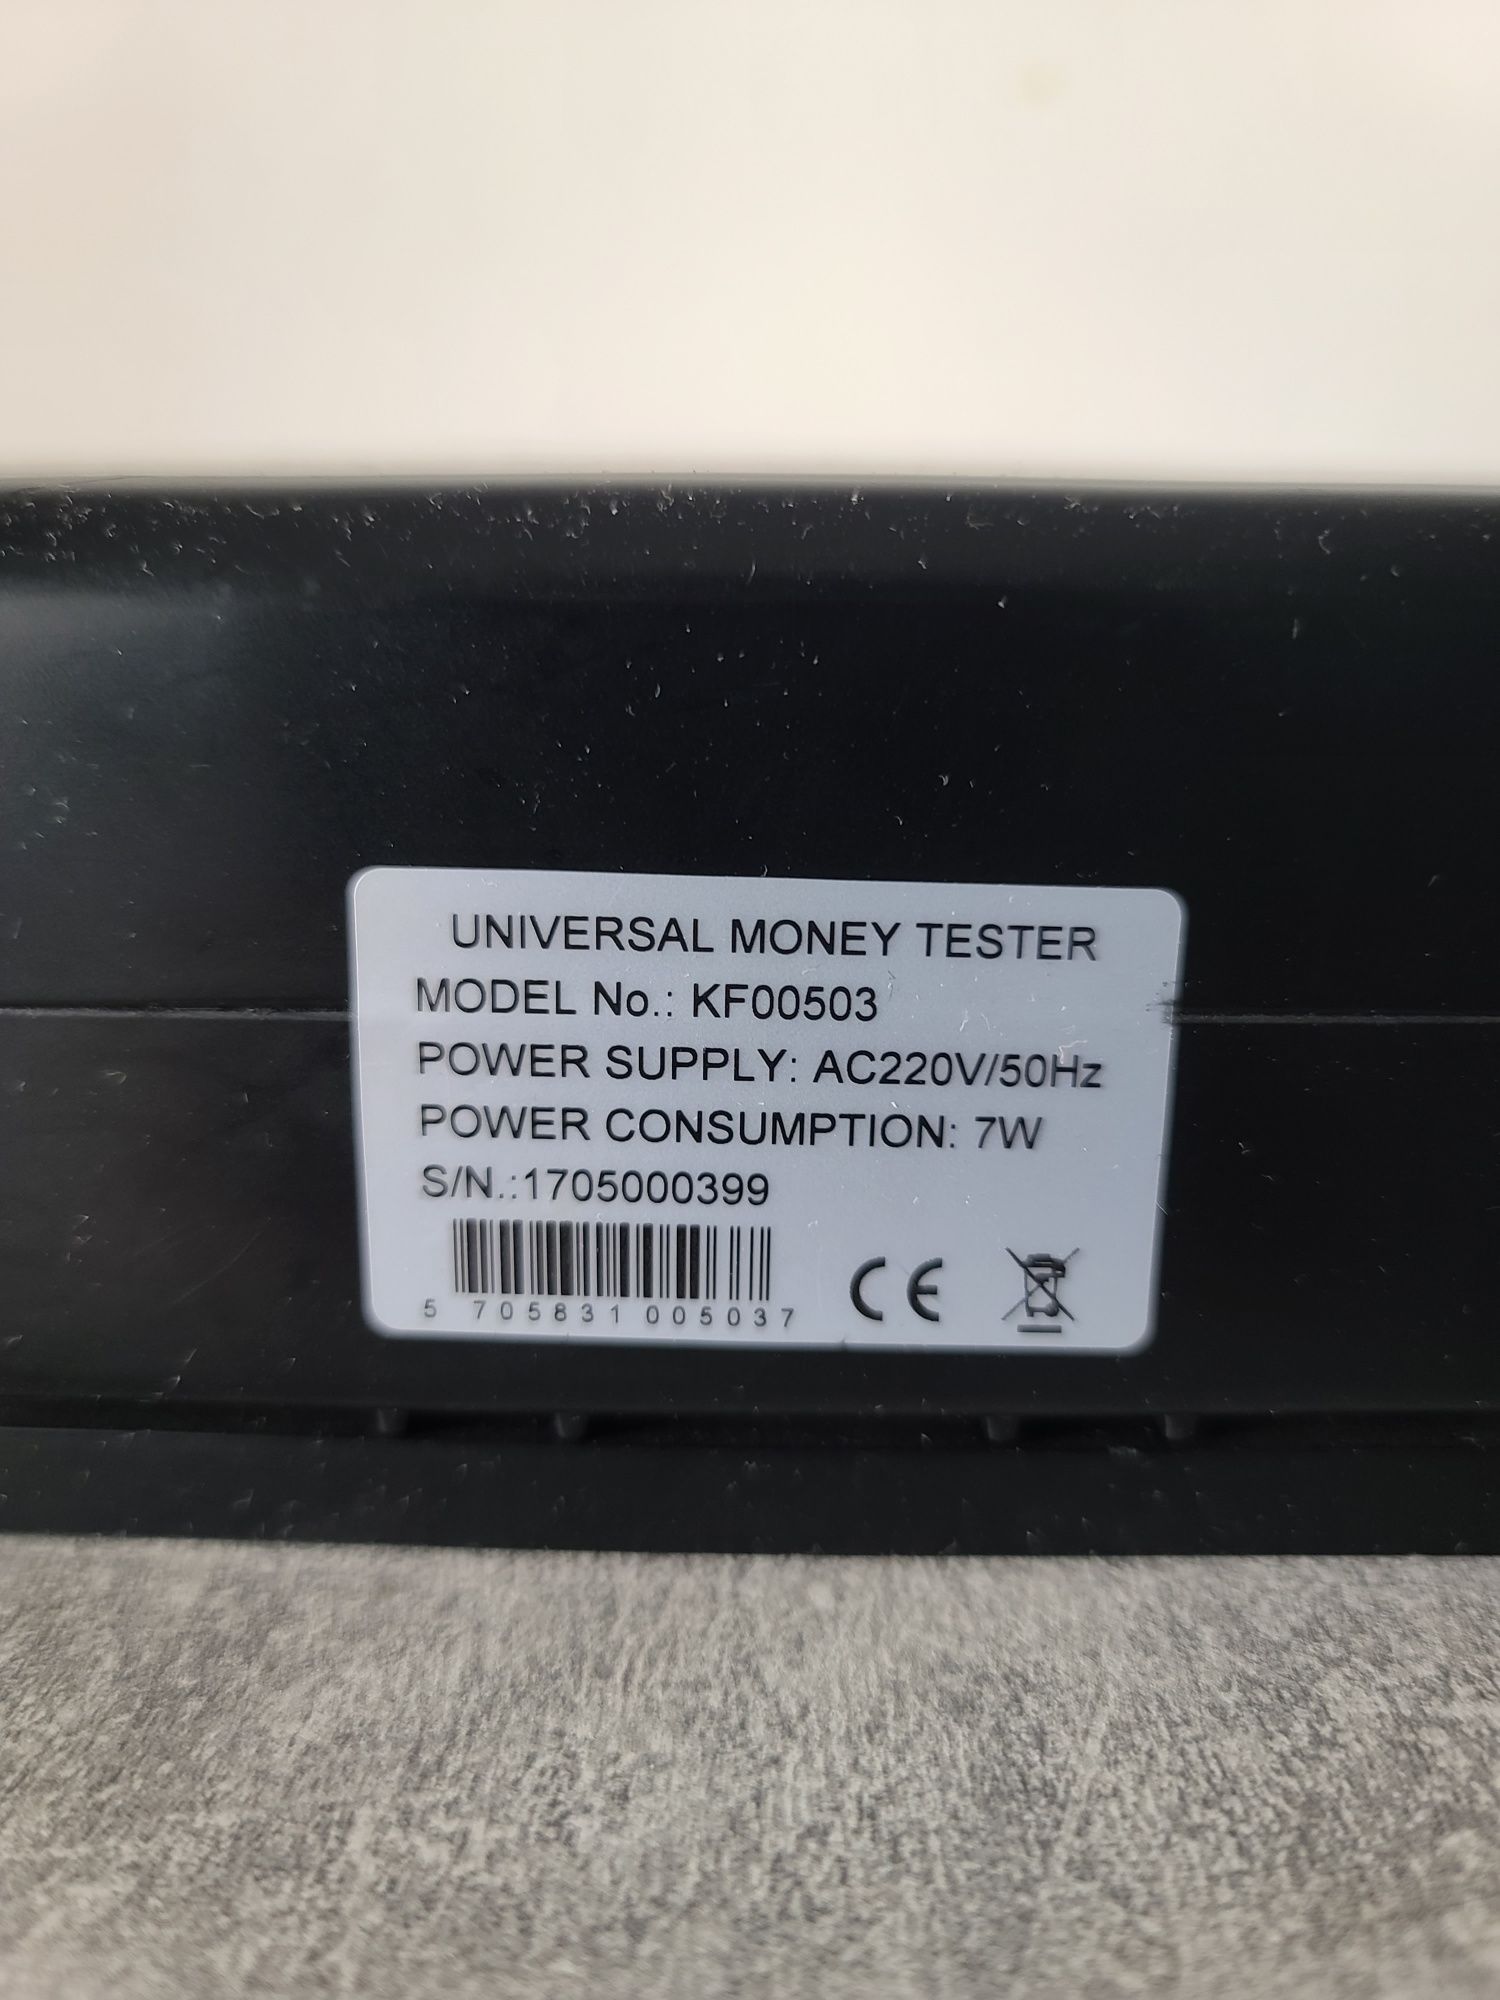 UNIVERSAL MONEY TESTER
MODEL No.: KF00503
POWER SUPPLY: AC220V/50Hz
POWER CONSUMPTION: 7W
S/N.:1705000399
5 705831 005037
CE